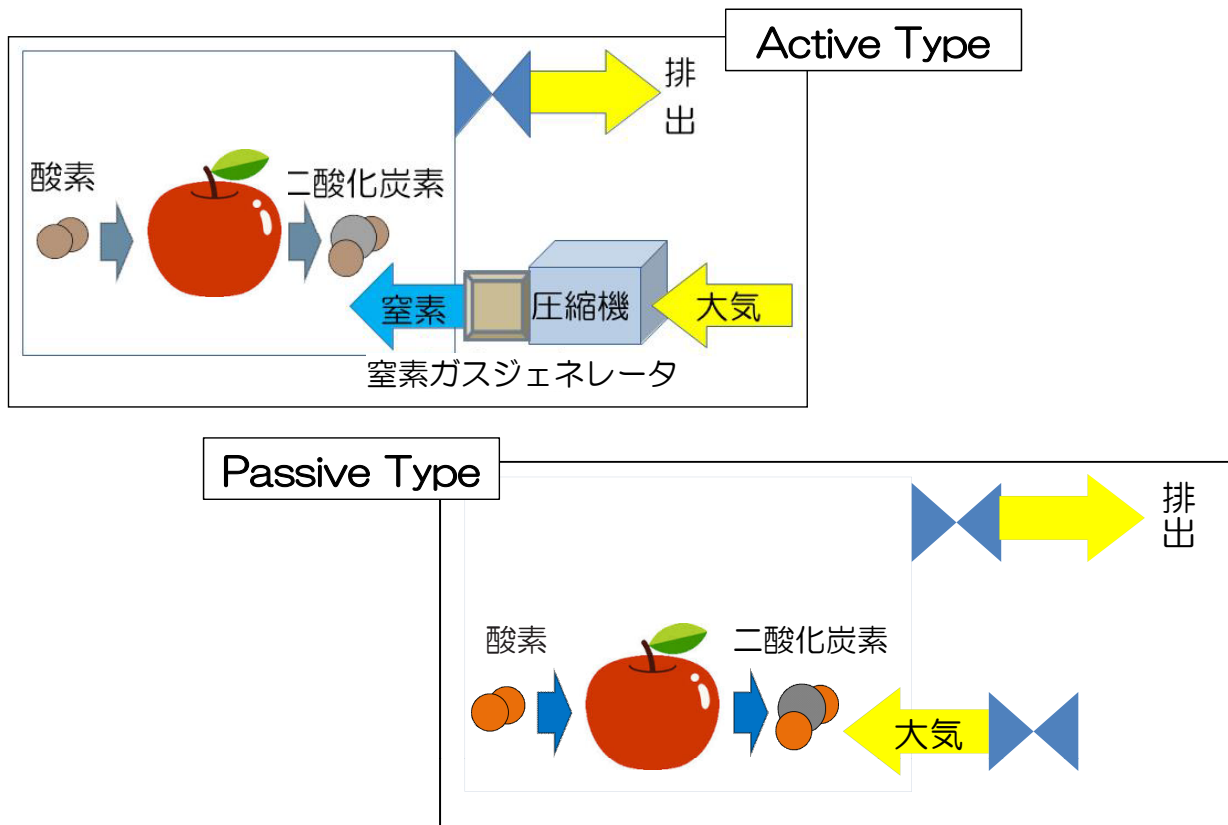 Active Type
排
出
酸素
二酸化炭素
窒素
圧縮機
大気
窒素ガスジェネレータ
Passive Type
排
出
酸素
二酸化炭素
大気